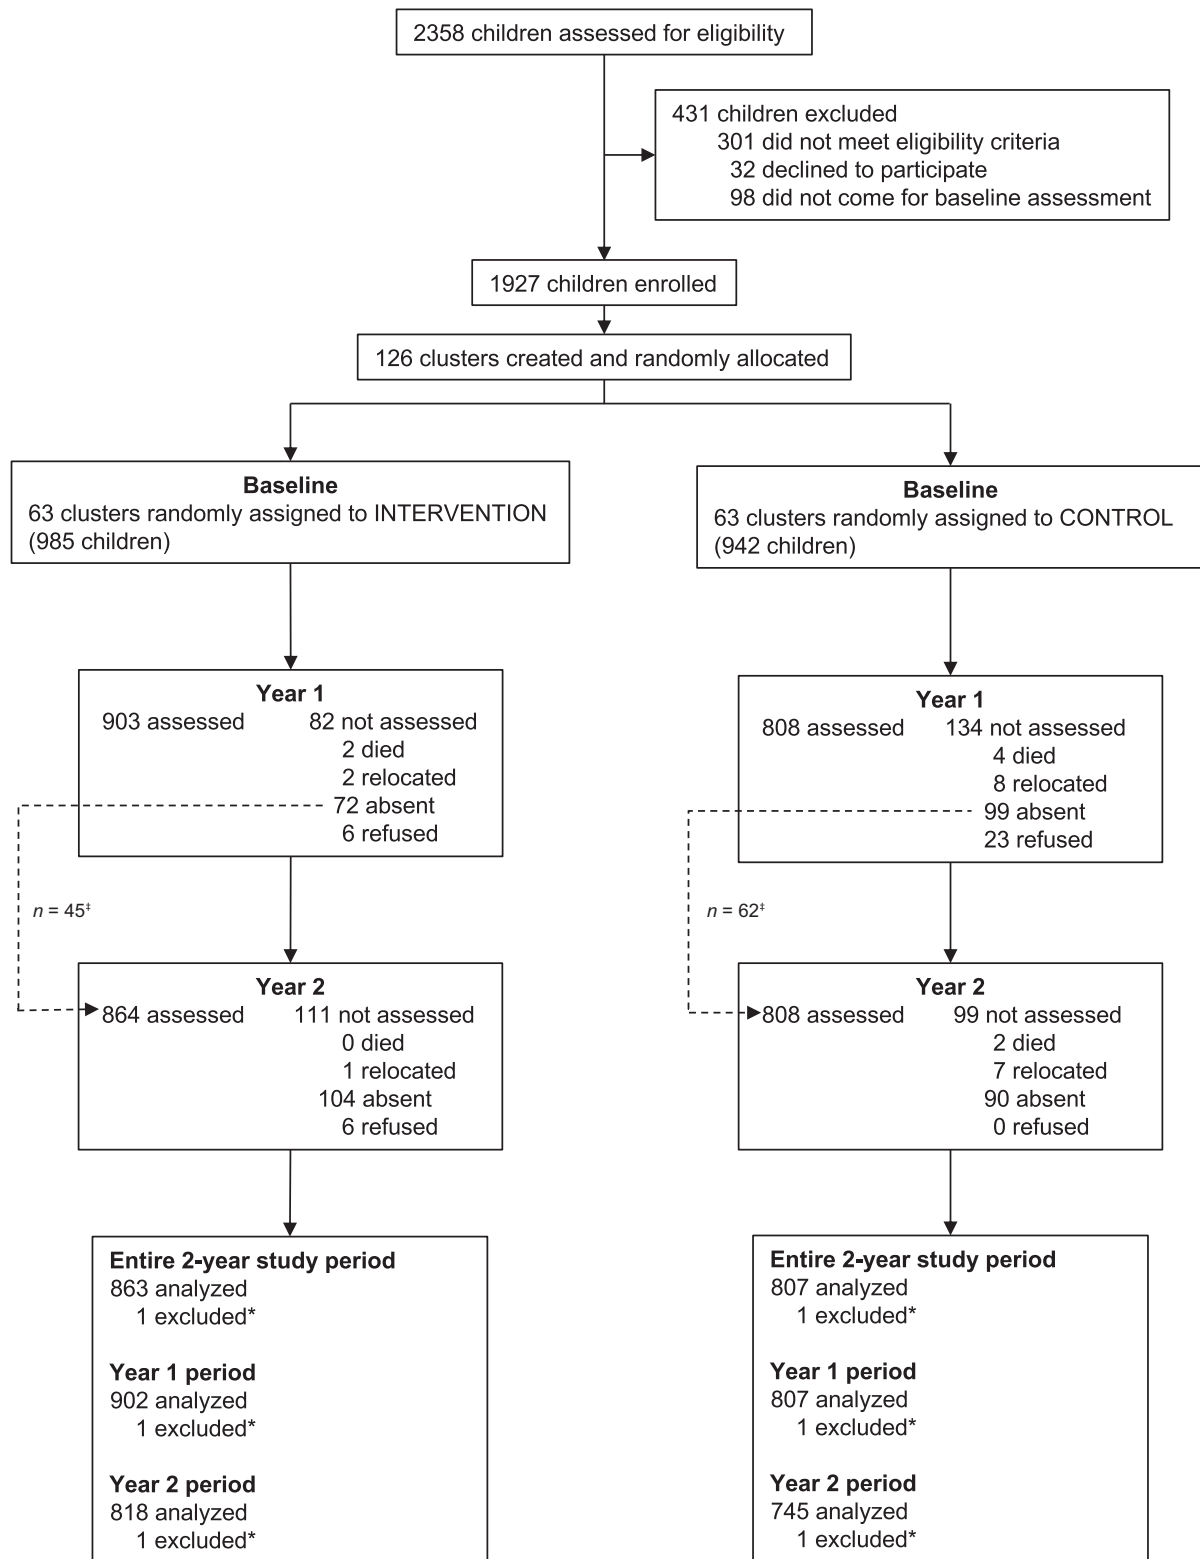 2358 children assessed for eligibility
431 children excluded
301 did not meet eligibility criteria
32 declined to participate
98 did not come for baseline assessment
1927 children enrolled
126 clusters created and randomly allocated
Baseline
63 clusters randomly assigned to INTERVENTION
(985 children)
Baseline
63 clusters randomly assigned to CONTROL
(942 children)
Year 1
903 assessed 82 not assessed
2 died
2 relocated
72 absent
6 refused
Year 1
808 assessed 134 not assessed
4 died
8 relocated
99 absent
23 refused
n = 45‡
n = 62‡
Year 2
864 assessed 111 not assessed
0 died
1 relocated
104 absent
6 refused
Year 2
808 assessed 99 not assessed
2 died
7 relocated
90 absent
0 refused
Entire 2-year study period
863 analyzed
1 excluded*
Year 1 period
902 analyzed
1 excluded*
Year 2 period
818 analyzed
1 excluded*
Entire 2-year study period
807 analyzed
1 excluded*
Year 1 period
807 analyzed
1 excluded*
Year 2 period
745 analyzed
1 excluded*